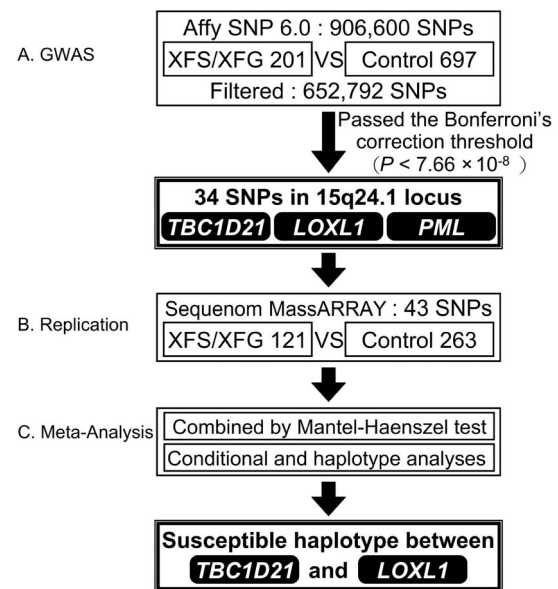 A. GWAS
Affy SNP 6.0 : 906,600 SNPs
XFS/XFG 201 VS Control 697
Filtered : 652,792 SNPs
Passed the Bonferroni's
correction threshold
(P < 7.66 × 10-8 )
34 SNPs in 15q24.1 locus
TBC1D21 LOXL1 PML
B. Replication
Sequenom MassARRAY : 43 SNPs
XFS/XFG 121 VS Control 263
C. Meta-Analysis
Combined by Mantel-Haenszel test
Conditional and haplotype analyses
Susceptible haplotype between
TBC1D21 and LOXL1